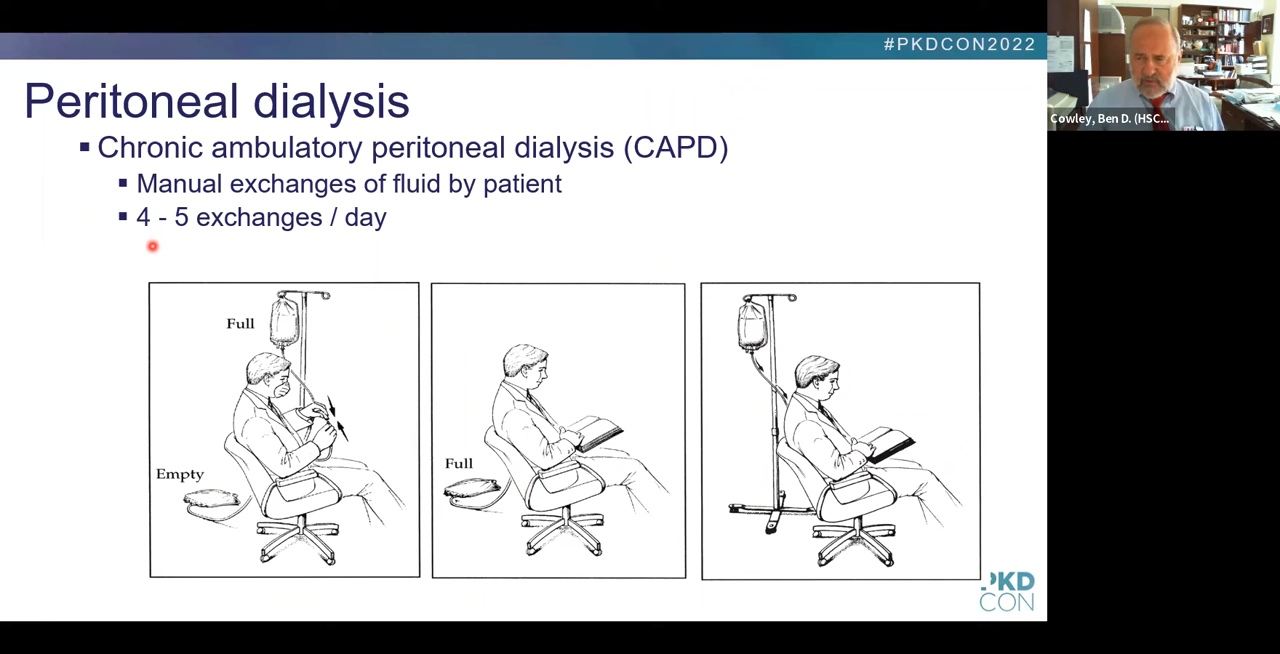 #PKDCON2022
Cowley, Ben D. (HSC...
Peritoneal dialysis
Chronic ambulatory peritoneal dialysis (CAPD)
Manual exchanges of fluid by patient
4 - 5 exchanges / day
Full
Empty
Full
PKD
CON